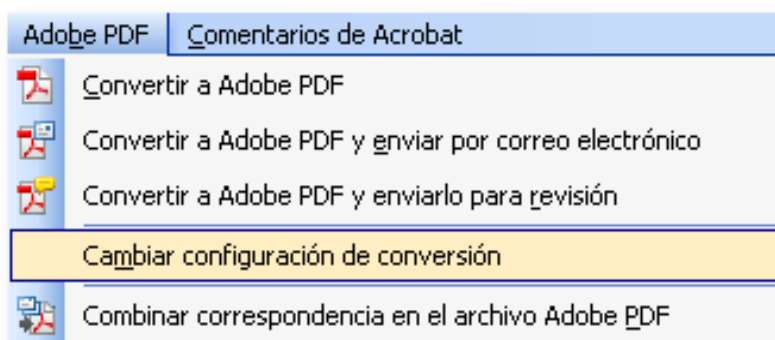 Adobe PDF Comentarios de Acrobat
Convertir a Adobe PDF
Convertir a Adobe PDF y enviar por correo electrónico
Convertir a Adobe PDF y enviarlo para revisión
Cambiar configuración de conversión
Combinar correspondencia en el archivo Adobe PDF